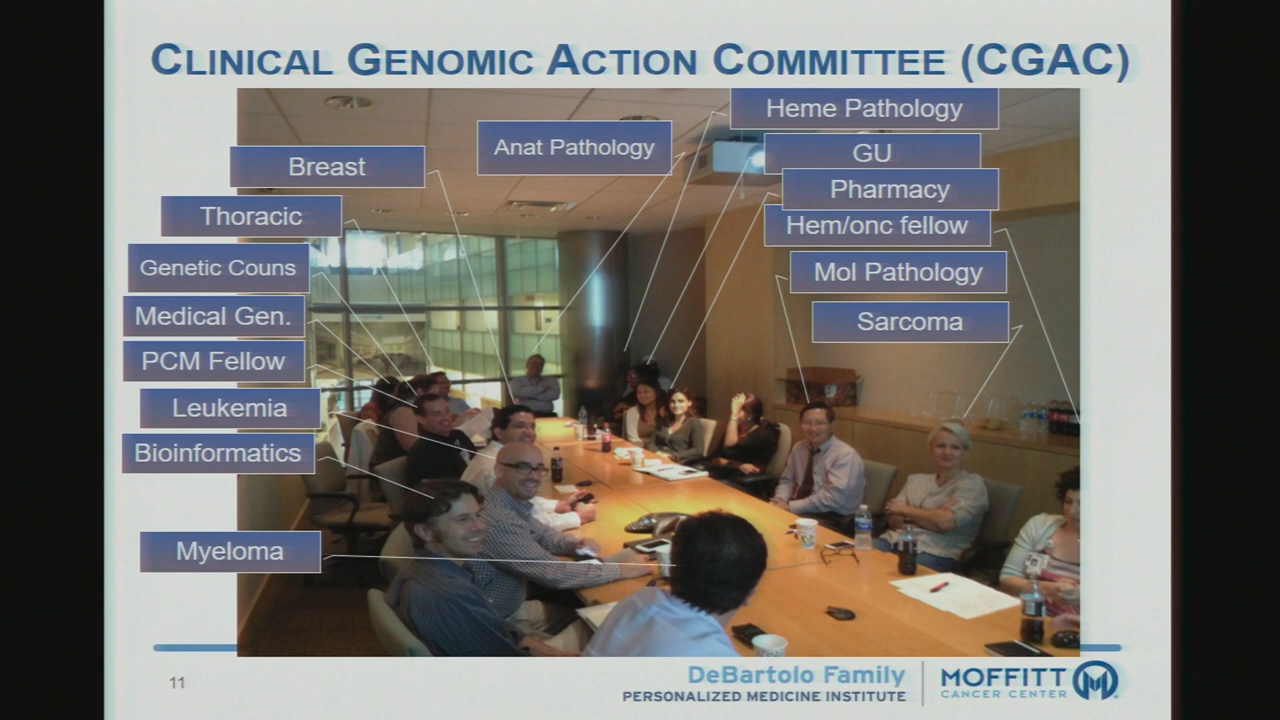 CLINICAL GENOMIC ACTION COMMITTEE (CGAC)
Heme Pathology
Anat Pathology
GU
Breast
Pharmacy
Thoracic
Hem/onc fellow
Genetic Couns
Mol Pathology
Medical Gen.
Sarcoma
PCM Fellow
Leukemia
Bioinformatics
Myeloma
11
DeBartolo Family
PERSONALIZED MEDICINE INSTITUTE
MOFFITT
CANCER CENTER